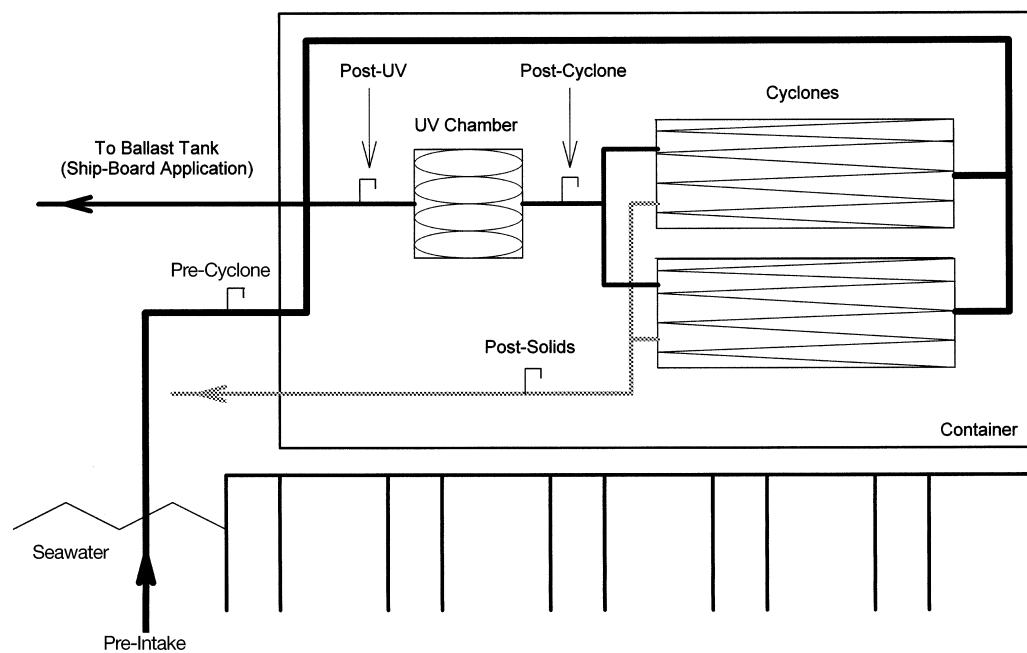 Post-UV
Post-Cyclone
Cyclones
UV Chamber
To Ballast Tank
(Ship-Board Application)
Pre-Cyclone
Post-Solids
Container
Seawater
Pre-Intake